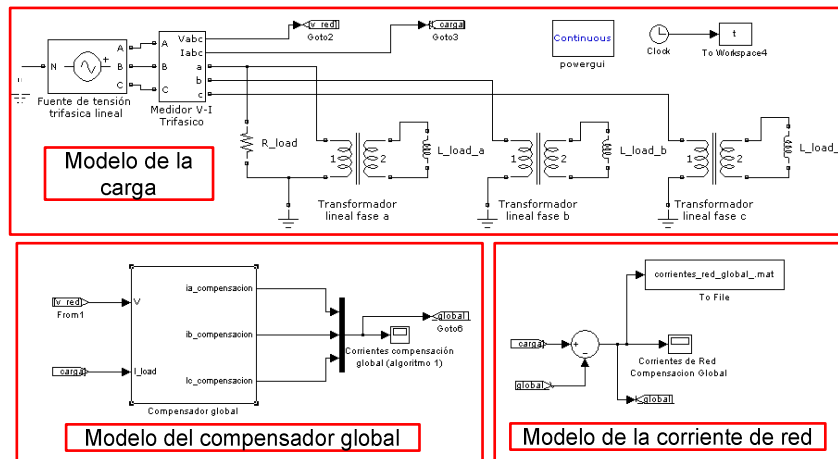 Vabc
Iabc
A
B
C
a
b
c
N
A
B
C
+
Fuente de tensión
trifasica lineal
Medidor V-I
Trifasico
v_red
Goto2
carga
Goto3
Continuous
powergui
Clock
t
To Workspace4
R_load
1
2
L_load_a
Transformador
lineal fase a
1
2
L_load_b
Transformador
lineal fase b
1
2
L_load_
Transformador
lineal fase c
Modelo de la
carga
v_red
From1
carga
V
I_load
ia_compensacion
ib_compensacion
Ic_compensacion
Compensador global
global
Goto6
Corrientes compensación
global (algoritmo 1)
Modelo del compensador global
corrientes_red_global_.mat
To File
carga
global_
+
−
Corrientes de Red
Compensacion Global
_global
Modelo de la corriente de red